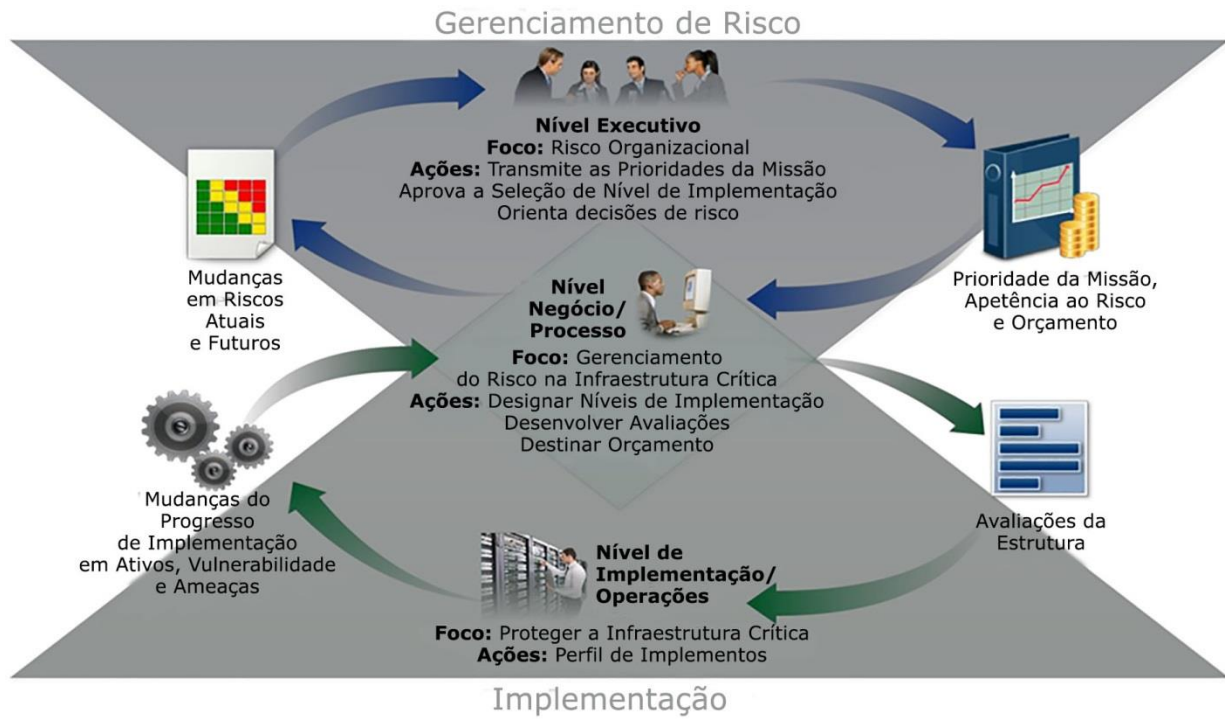 Gerenciamento de Risco
Nível Executivo
Foco: Risco Organizacional
Ações: Transmite as Prioridades da Missão
Aprova a Seleção de Nível de Implementação
Orienta decisões de risco
Mudanças
em Riscos
Atuais
e Futuros
Prioridade da Missão,
Apetência ao Risco
e Orçamento
Nível
Negócio/
Processo
Foco: Gerenciamento
do Risco na Infraestrutura Crítica
Ações: Designar Níveis de Implementação
Desenvolver Avaliações
Destinar Orçamento
Mudanças do
Progresso
de Implementação
em Ativos, Vulnerabilidade
e Ameaças
Avaliações da
Estrutura
Nível de
Implementação/
Operações
Foco: Proteger a Infraestrutura Crítica
Ações: Perfil de Implementos
Implementação